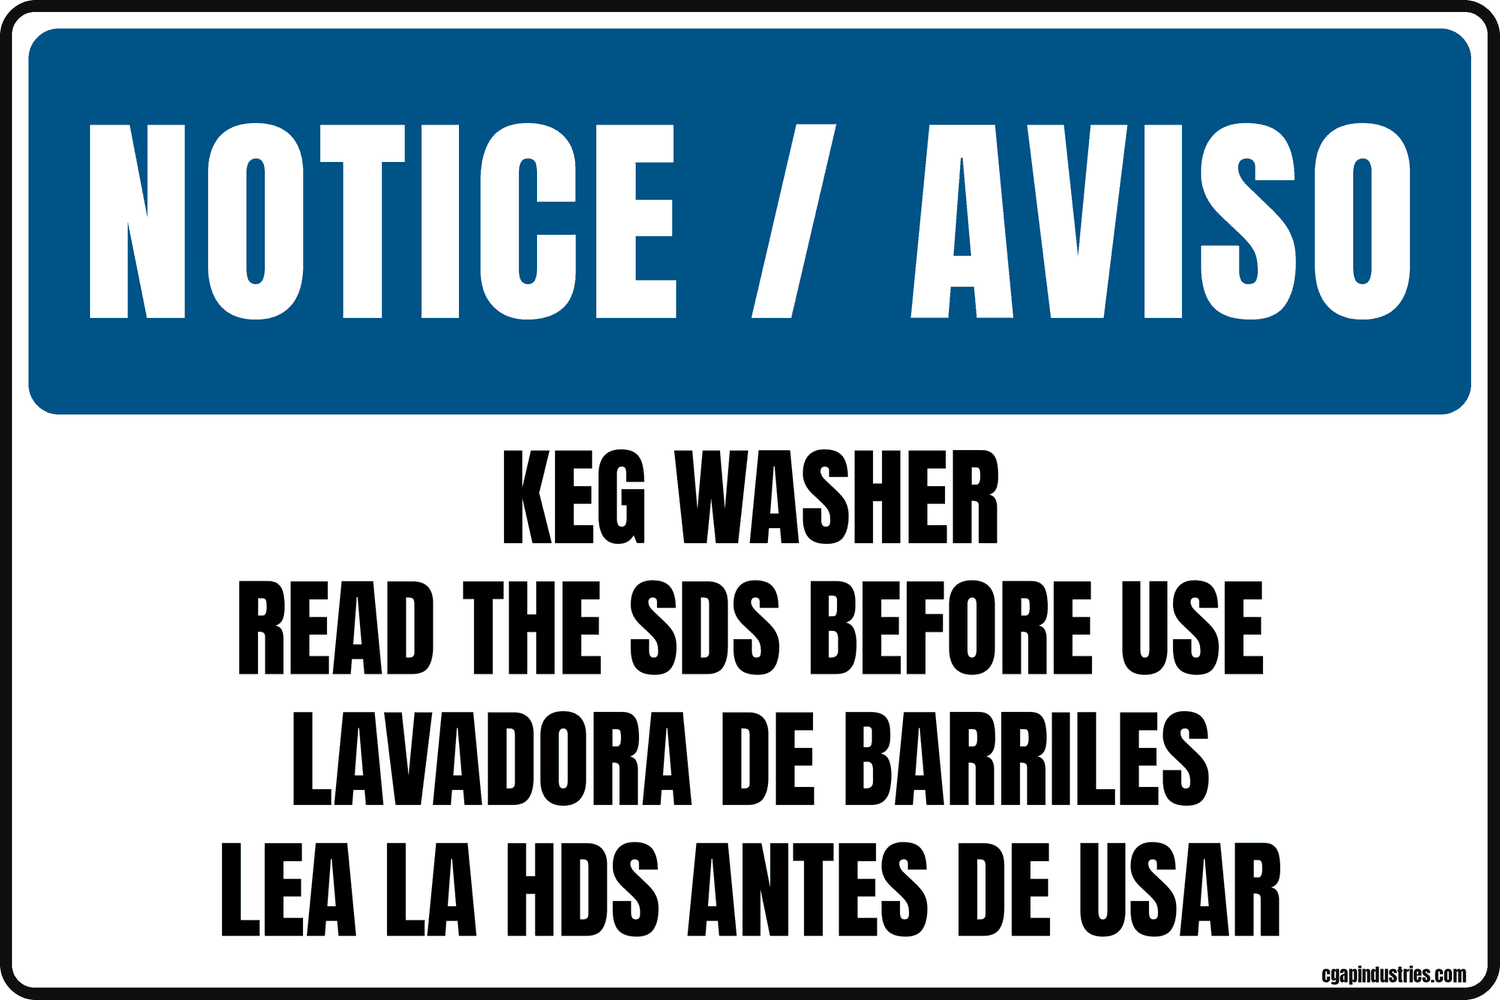 NOTICE / AVISO
KEG WASHER
READ THE SDS BEFORE USE
LAVADORA DE BARRILES
LEA LA HDS ANTES DE USAR
cgapindustries.com